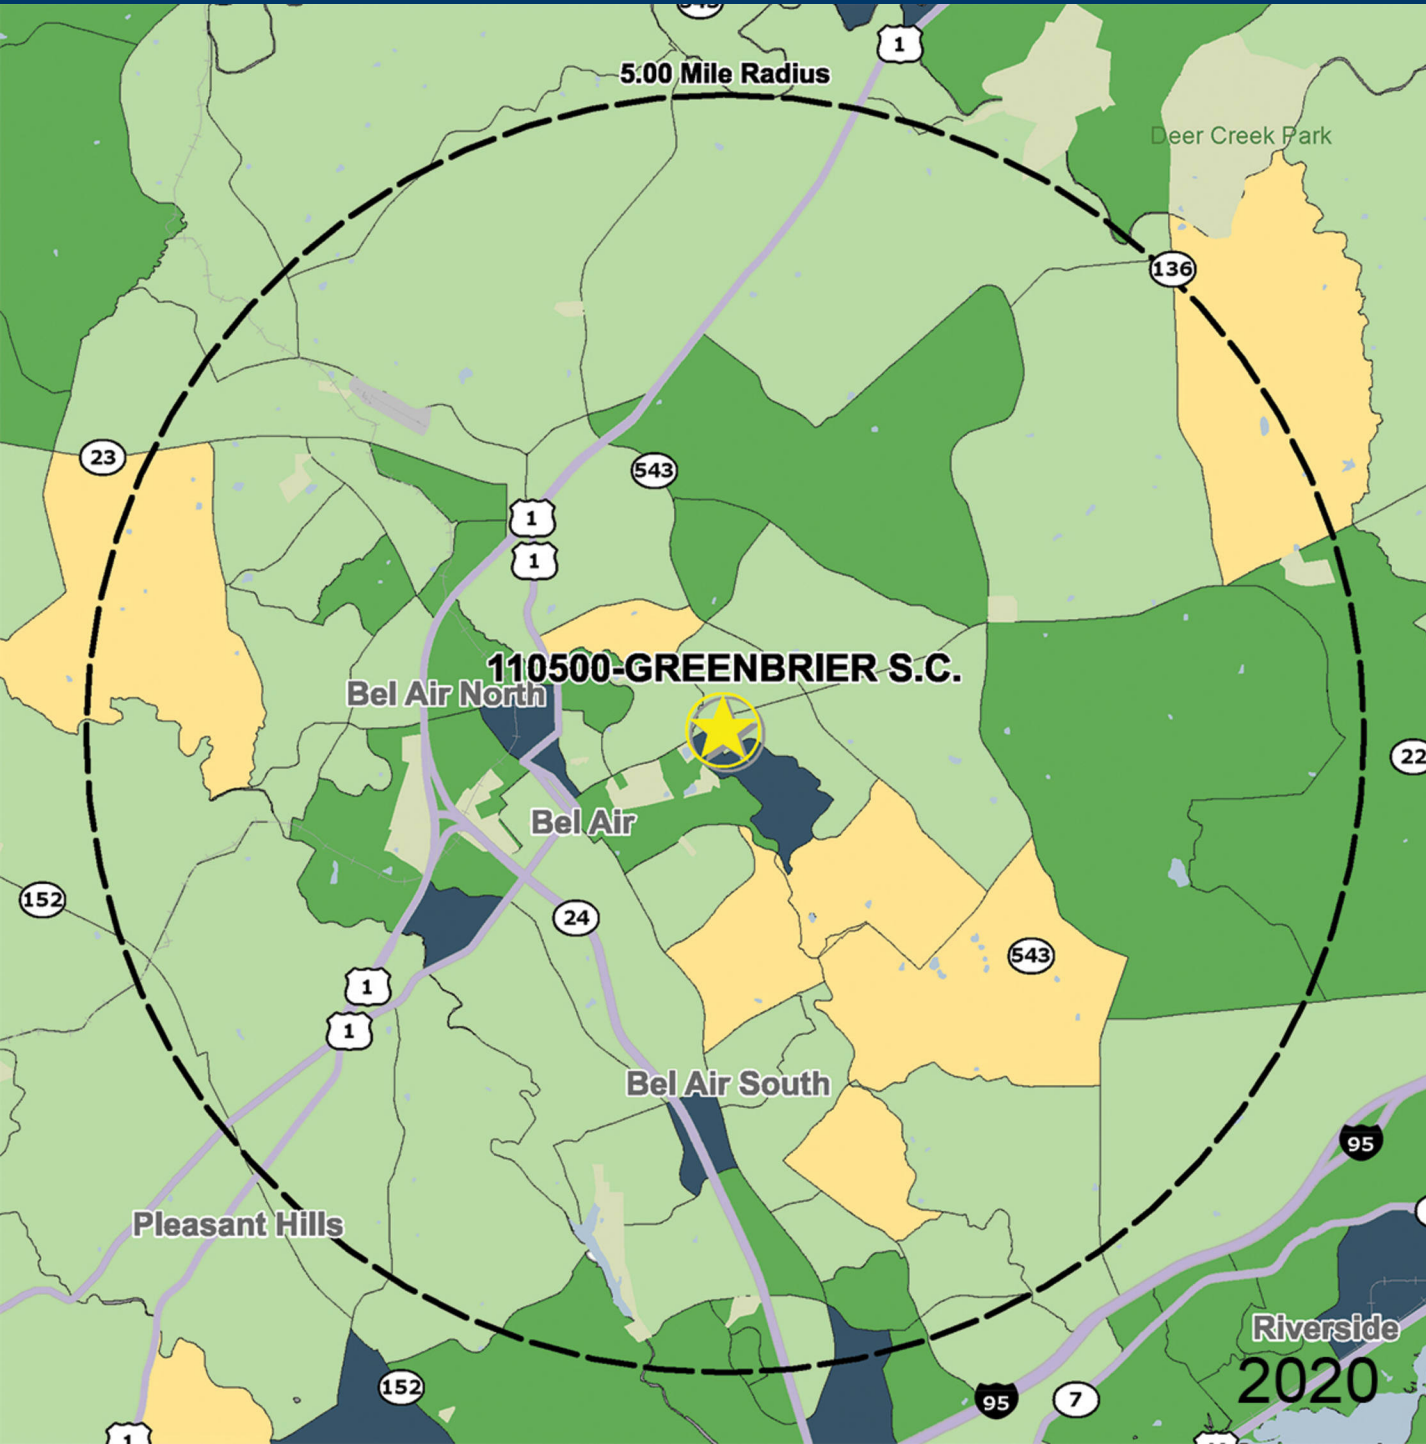 1
5.00 Mile Radius
Deer Creek Park
136
23
543
1
1
110500-GREENBRIER S.C.
Bel Air North
22
Bel Air
152
24
543
1
1
Bel Air South
95
Pleasant Hills
Riverside
2020
152
95
7
1